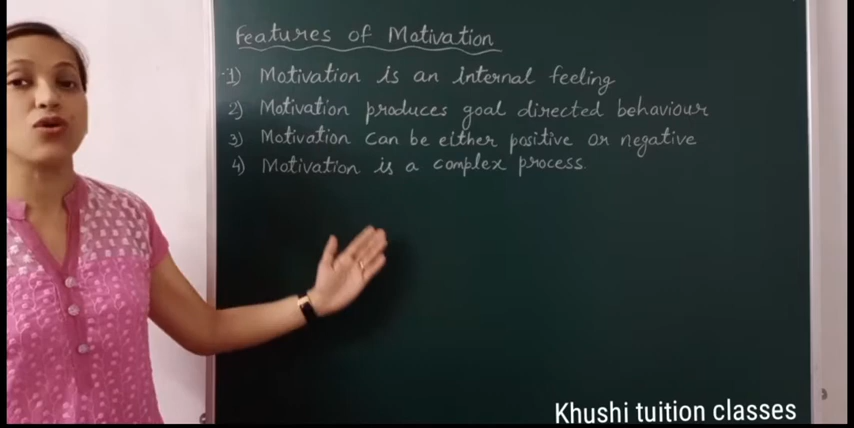 Features of Motivation
1) Motivation is an internal feeling
2) Motivation produces goal directed behaviour
3) Motivation can be either positive or negative
4) Motivation is a complex process.
Khushi tuition classes